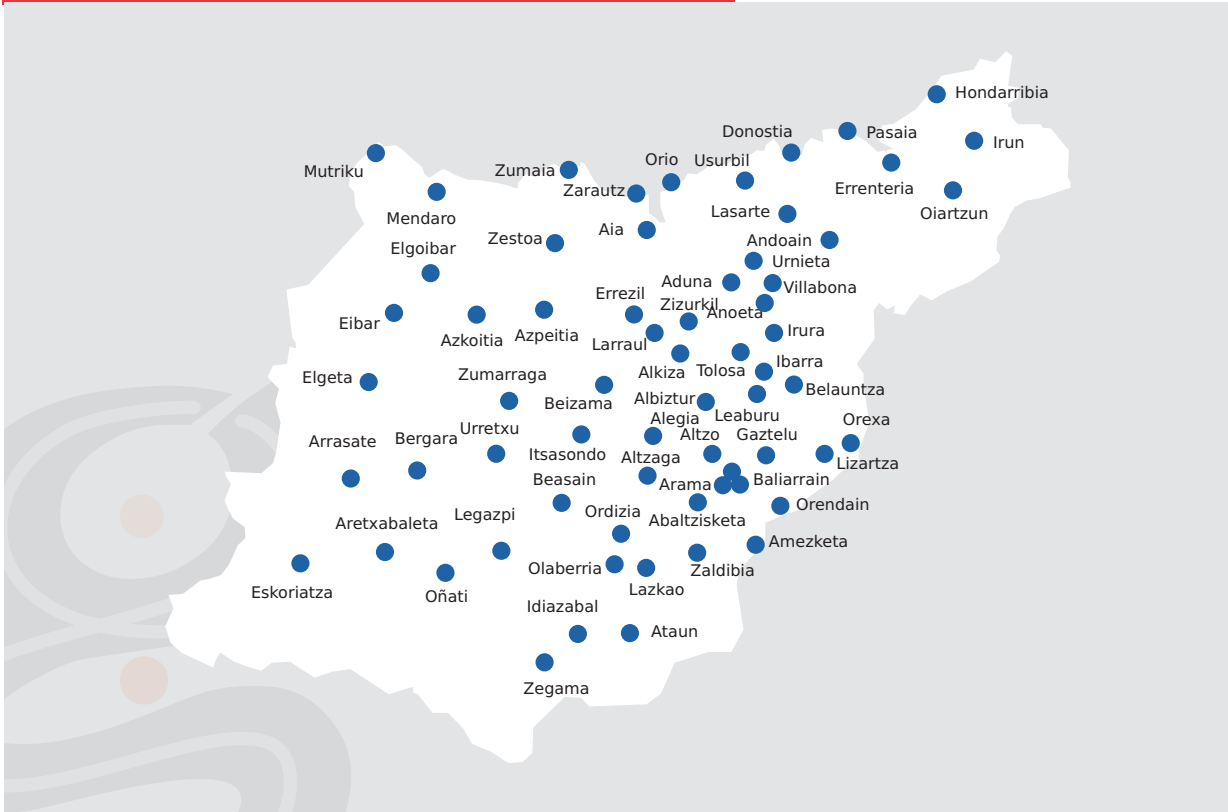 Hondarribia
Donostia
Pasaia
Irun
Mutriku
Zumaia
Orio
Usurbil
Zarautz
Errenteria
Oiartzun
Mendaro
Lasarte
Aia
Zestoa
Andoain
Elgoibar
Urnieta
Aduna
Villabona
Errezil
Zizurkil
Anoeta
Eibar
Azkoitia
Azpeitia
Irura
Larraul
Ibarra
Alkiza
Tolosa
Elgeta
Zumarraga
Belauntza
Beizama
Albiztur
Leaburu
Alegia
Orexa
Arrasate
Bergara
Urretxu
Altzo
Gaztelu
Itsasondo
Altzaga
Lizartza
Beasain
Arama
Baliarrain
Orendain
Aretxabaleta
Legazpi
Ordizia
Abaltzisketa
Amezketa
Olaberria
Zaldibia
Eskoriatza
Oñati
Lazkao
Idiazabal
Ataun
Zegama